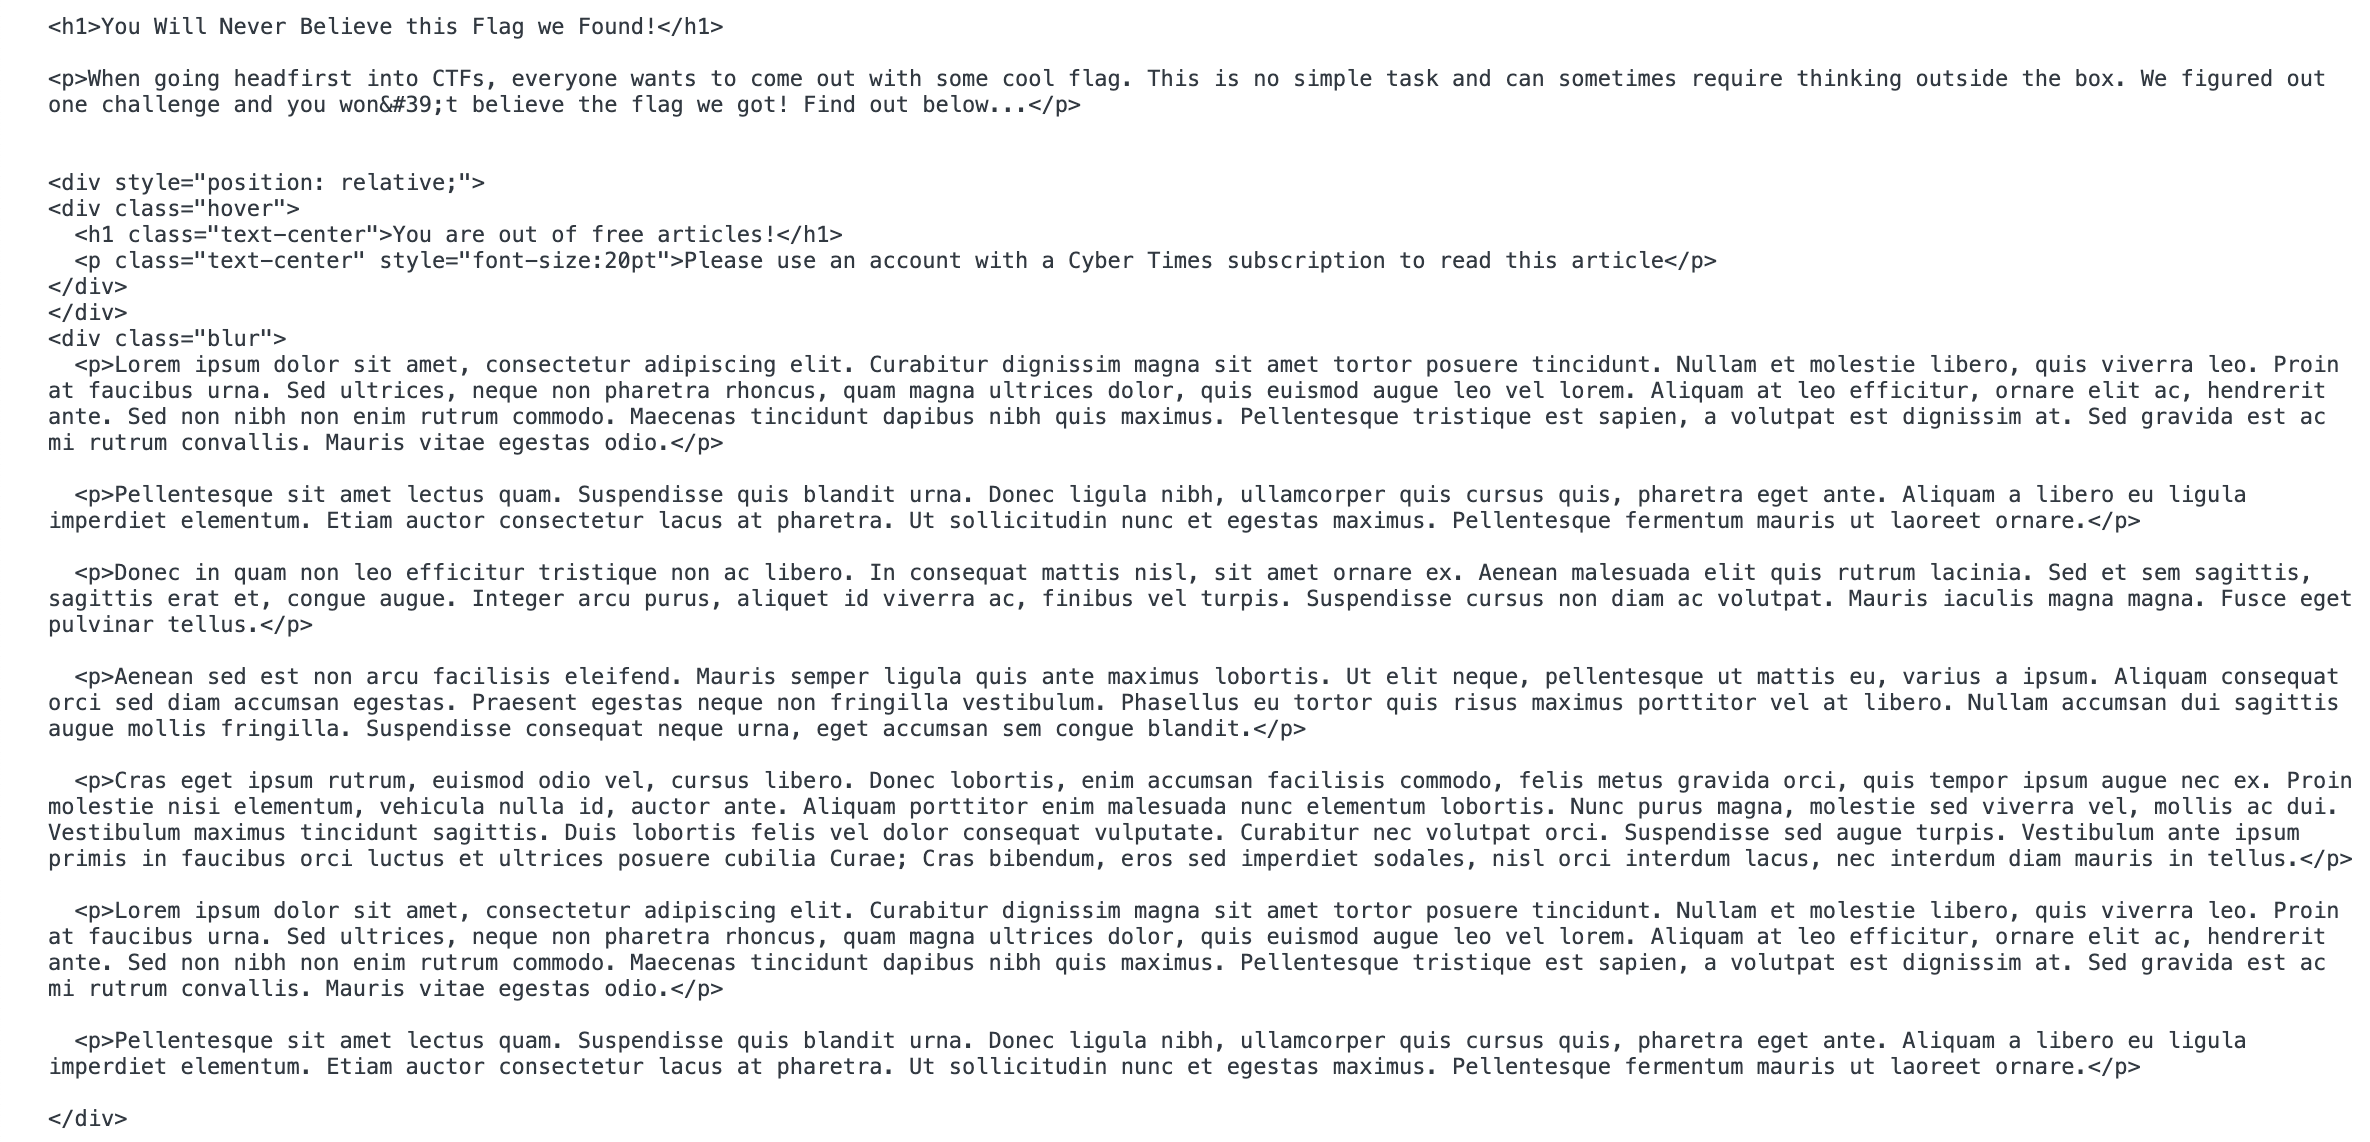 <h1>You Will Never Believe this Flag we Found!</h1>
<p>When going headfirst into CTFs, everyone wants to come out with some cool flag. This is no simple task and can sometimes require thinking outside the box. We figured out
one challenge and you won&#39;t believe the flag we got! Find out below...</p>
<div style="position: relative;">
<div class="hover">
<h1 class="text-center">You are out of free articles!</h1>
<p class="text-center" style="font-size:20pt">Please use an account with a Cyber Times subscription to read this article</p>
</div>
</div>
<div class="blur">
<p>Lorem ipsum dolor sit amet, consectetur adipiscing elit. Curabitur dignissim magna sit amet tortor posuere tincidunt. Nullam et molestie libero, quis viverra leo. Proin
at faucibus urna. Sed ultrices, neque non pharetra rhoncus, quam magna ultrices dolor, quis euismod augue leo vel lorem. Aliquam at leo efficitur, ornare elit ac, hendrerit
ante. Sed non nibh non enim rutrum commodo. Maecenas tincidunt dapibus nibh quis maximus. Pellentesque tristique est sapien, a volutpat est dignissim at. Sed gravida est ac
mi rutrum convallis. Mauris vitae egestas odio.</p>
<p>Pellentesque sit amet lectus quam. Suspendisse quis blandit urna. Donec ligula nibh, ullamcorper quis cursus quis, pharetra eget ante. Aliquam a libero eu ligula
imperdiet elementum. Etiam auctor consectetur lacus at pharetra. Ut sollicitudin nunc et egestas maximus. Pellentesque fermentum mauris ut laoreet ornare.</p>
<p>Donec in quam non leo efficitur tristique non ac libero. In consequat mattis nisl, sit amet ornare ex. Aenean malesuada elit quis rutrum lacinia. Sed et sem sagittis,
sagittis erat et, congue augue. Integer arcu purus, aliquet id viverra ac, finibus vel turpis. Suspendisse cursus non diam ac volutpat. Mauris iaculis magna magna. Fusce eget
pulvinar tellus.</p>
<p>Aenean sed est non arcu facilisis eleifend. Mauris semper ligula quis ante maximus lobortis. Ut elit neque, pellentesque ut mattis eu, varius a ipsum. Aliquam consequat
orci sed diam accumsan egestas. Praesent egestas neque non fringilla vestibulum. Phasellus eu tortor quis risus maximus porttitor vel at libero. Nullam accumsan dui sagittis
augue mollis fringilla. Suspendisse consequat neque urna, eget accumsan sem congue blandit.</p>
<p>Cras eget ipsum rutrum, euismod odio vel, cursus libero. Donec lobortis, enim accumsan facilisis commodo, felis metus gravida orci, quis tempor ipsum augue nec ex. Proin
molestie nisi elementum, vehicula nulla id, auctor ante. Aliquam porttitor enim malesuada nunc elementum lobortis. Nunc purus magna, molestie sed viverra vel, mollis ac dui.
Vestibulum maximus tincidunt sagittis. Duis lobortis felis vel dolor consequat vulputate. Curabitur nec volutpat orci. Suspendisse sed augue turpis. Vestibulum ante ipsum
primis in faucibus orci luctus et ultrices posuere cubilia Curae; Cras bibendum, eros sed imperdiet sodales, nisl orci interdum lacus, nec interdum diam mauris in tellus.</p>
<p>Lorem ipsum dolor sit amet, consectetur adipiscing elit. Curabitur dignissim magna sit amet tortor posuere tincidunt. Nullam et molestie libero, quis viverra leo. Proin
at faucibus urna. Sed ultrices, neque non pharetra rhoncus, quam magna ultrices dolor, quis euismod augue leo vel lorem. Aliquam at leo efficitur, ornare elit ac, hendrerit
ante. Sed non nibh non enim rutrum commodo. Maecenas tincidunt dapibus nibh quis maximus. Pellentesque tristique est sapien, a volutpat est dignissim at. Sed gravida est ac
mi rutrum convallis. Mauris vitae egestas odio.</p>
<p>Pellentesque sit amet lectus quam. Suspendisse quis blandit urna. Donec ligula nibh, ullamcorper quis cursus quis, pharetra eget ante. Aliquam a libero eu ligula
imperdiet elementum. Etiam auctor consectetur lacus at pharetra. Ut sollicitudin nunc et egestas maximus. Pellentesque fermentum mauris ut laoreet ornare.</p>
</div>